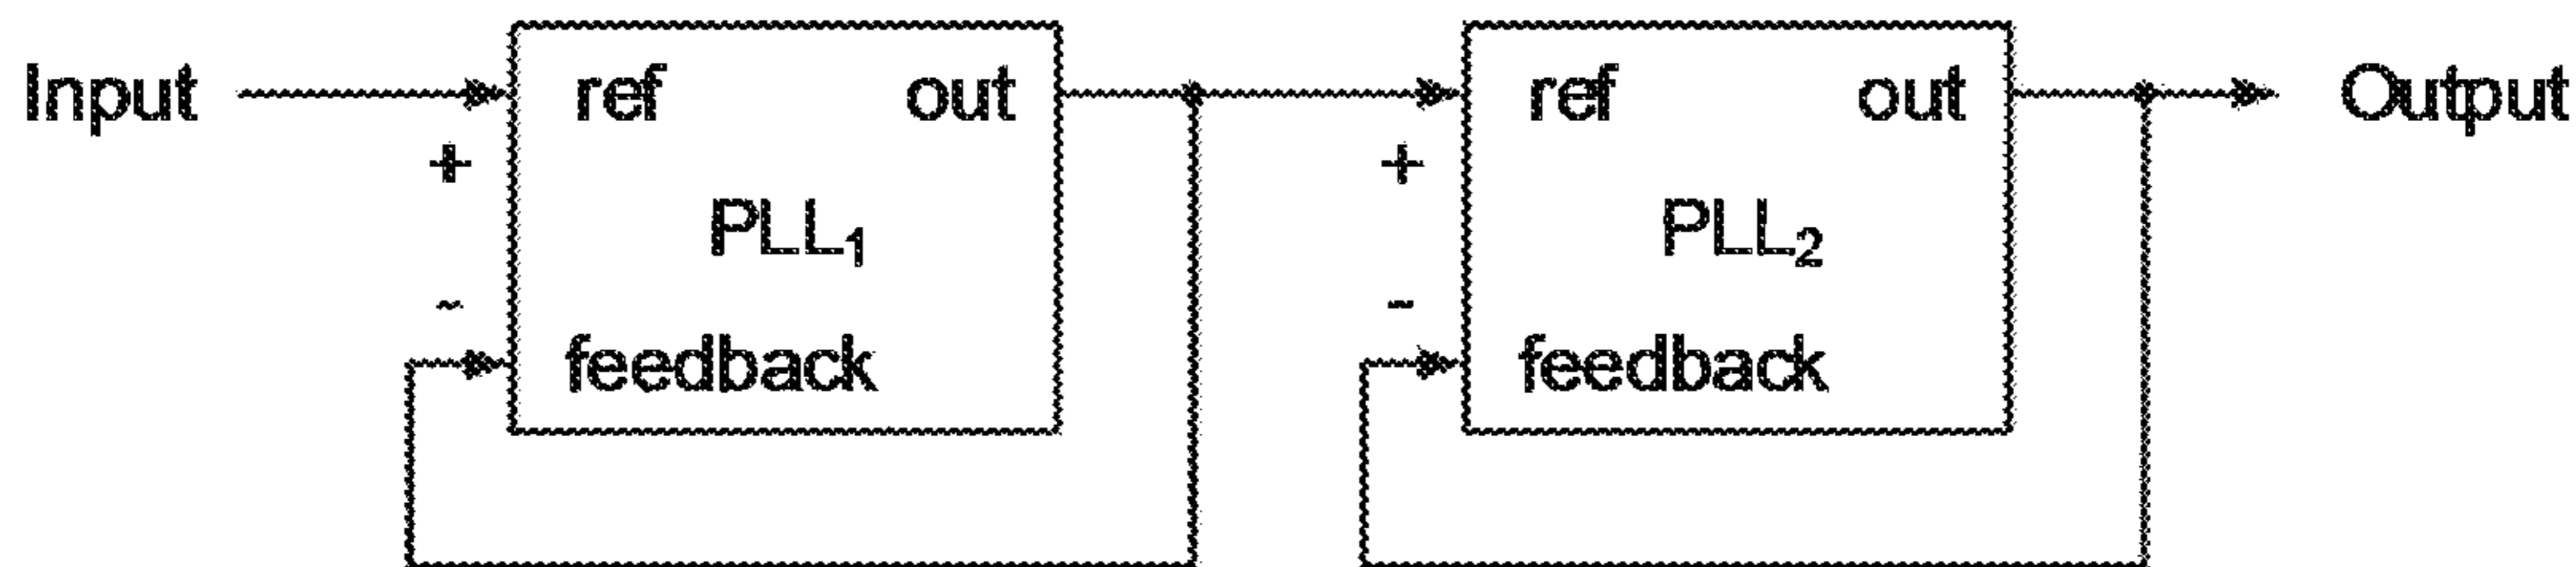 Input ref out ref out Output
+ +
PLL₁ PLL₂
- -
feedback feedback